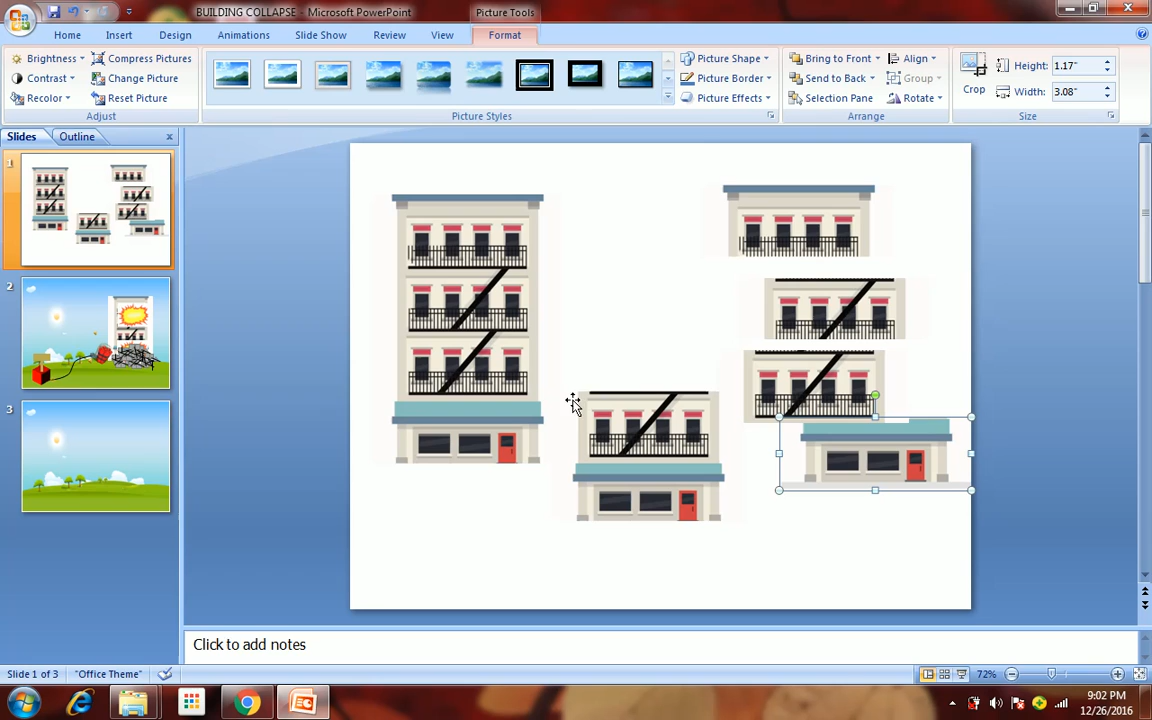 BUILDING COLLAPSE - Microsoft PowerPoint
Picture Tools
Home Insert Design Animations Slide Show Review View Format
Brightness
Contrast
Recolor
Compress Pictures
Change Picture
Reset Picture
Adjust
Picture Shape
Picture Border
Picture Effects
Picture Styles
Bring to Front
Send to Back
Selection Pane
Align
Group
Rotate
Arrange
Crop
Height: 1.17"
Width: 3.08"
Size
Slides Outline
1
2
3
Click to add notes
Slide 1 of 3 "Office Theme" 72%
9:02 PM
12/26/2016